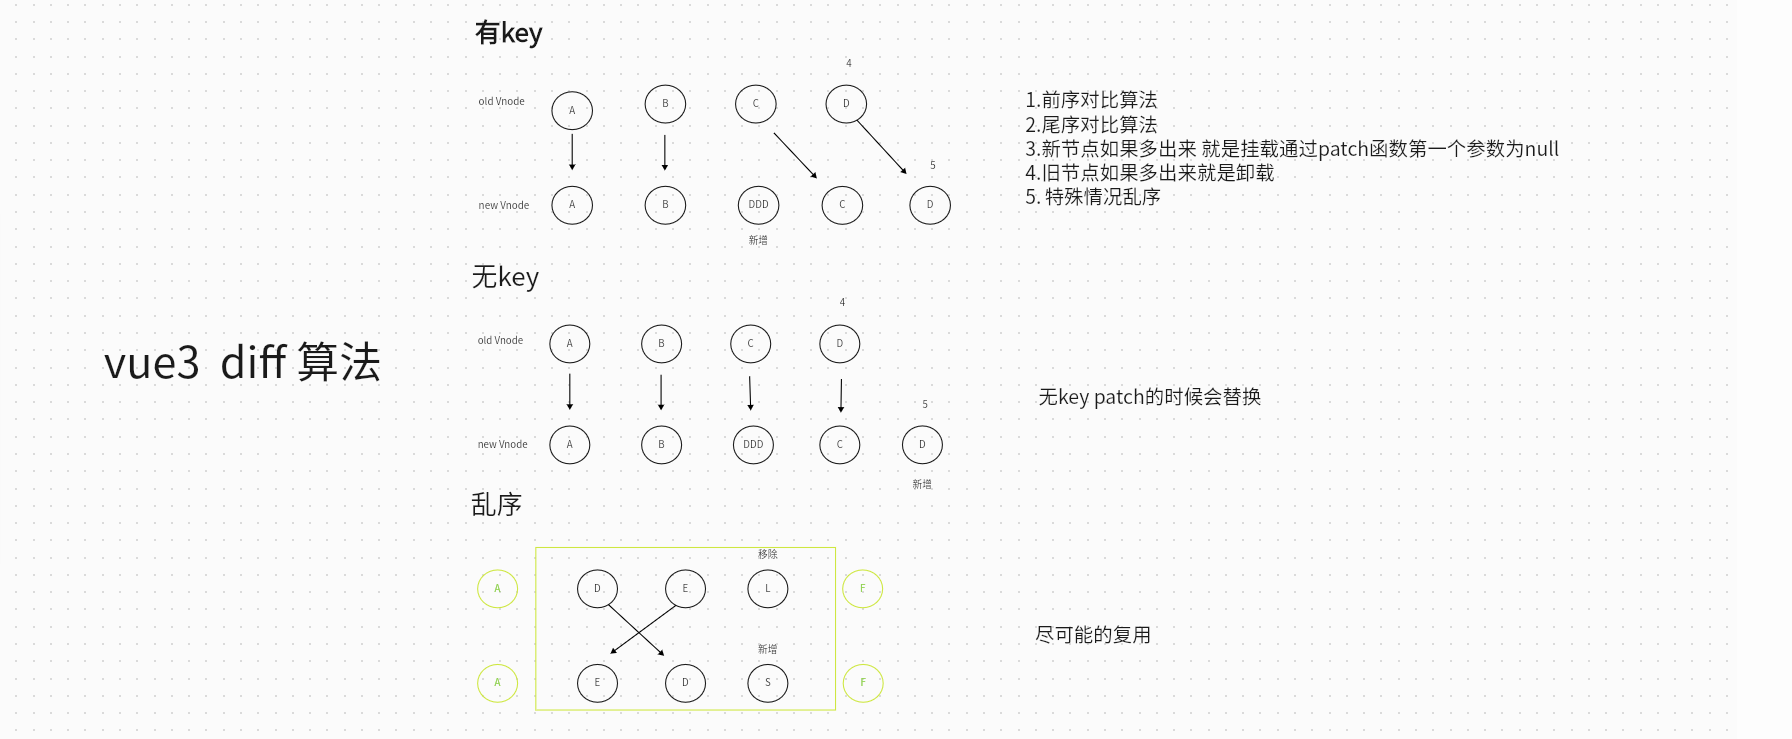 有key
4
old Vnode
A
B
C
D
1.前序对比算法
2.尾序对比算法
3.新节点如果多出来 就是挂载通过patch函数第一个参数为null
4.旧节点如果多出来就是卸载
5. 特殊情况乱序
5
new Vnode
A
B
DDD
C
D
新增
无key
4
old Vnode
A
B
C
D
vue3 diff 算法
无key patch的时候会替换
5
new Vnode
A
B
DDD
C
D
新增
乱序
移除
A
D
E
L
F
尽可能的复用
新增
A
E
D
S
F